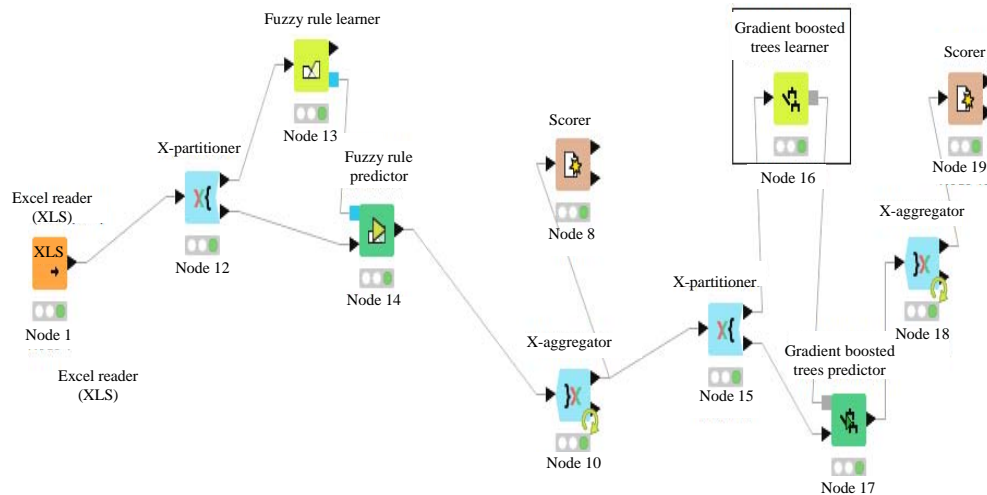 Fuzzy rule learner
Node 13
X-partitioner
Node 12
Excel reader
(XLS)
XLS
Node 1
Excel reader
(XLS)
Fuzzy rule
predictor
Node 14
Scorer
Node 8
X-aggregator
Node 10
X-partitioner
Node 15
Gradient boosted
trees learner
Node 16
Gradient boosted
trees predictor
Node 17
X-aggregator
Node 18
Scorer
Node 19